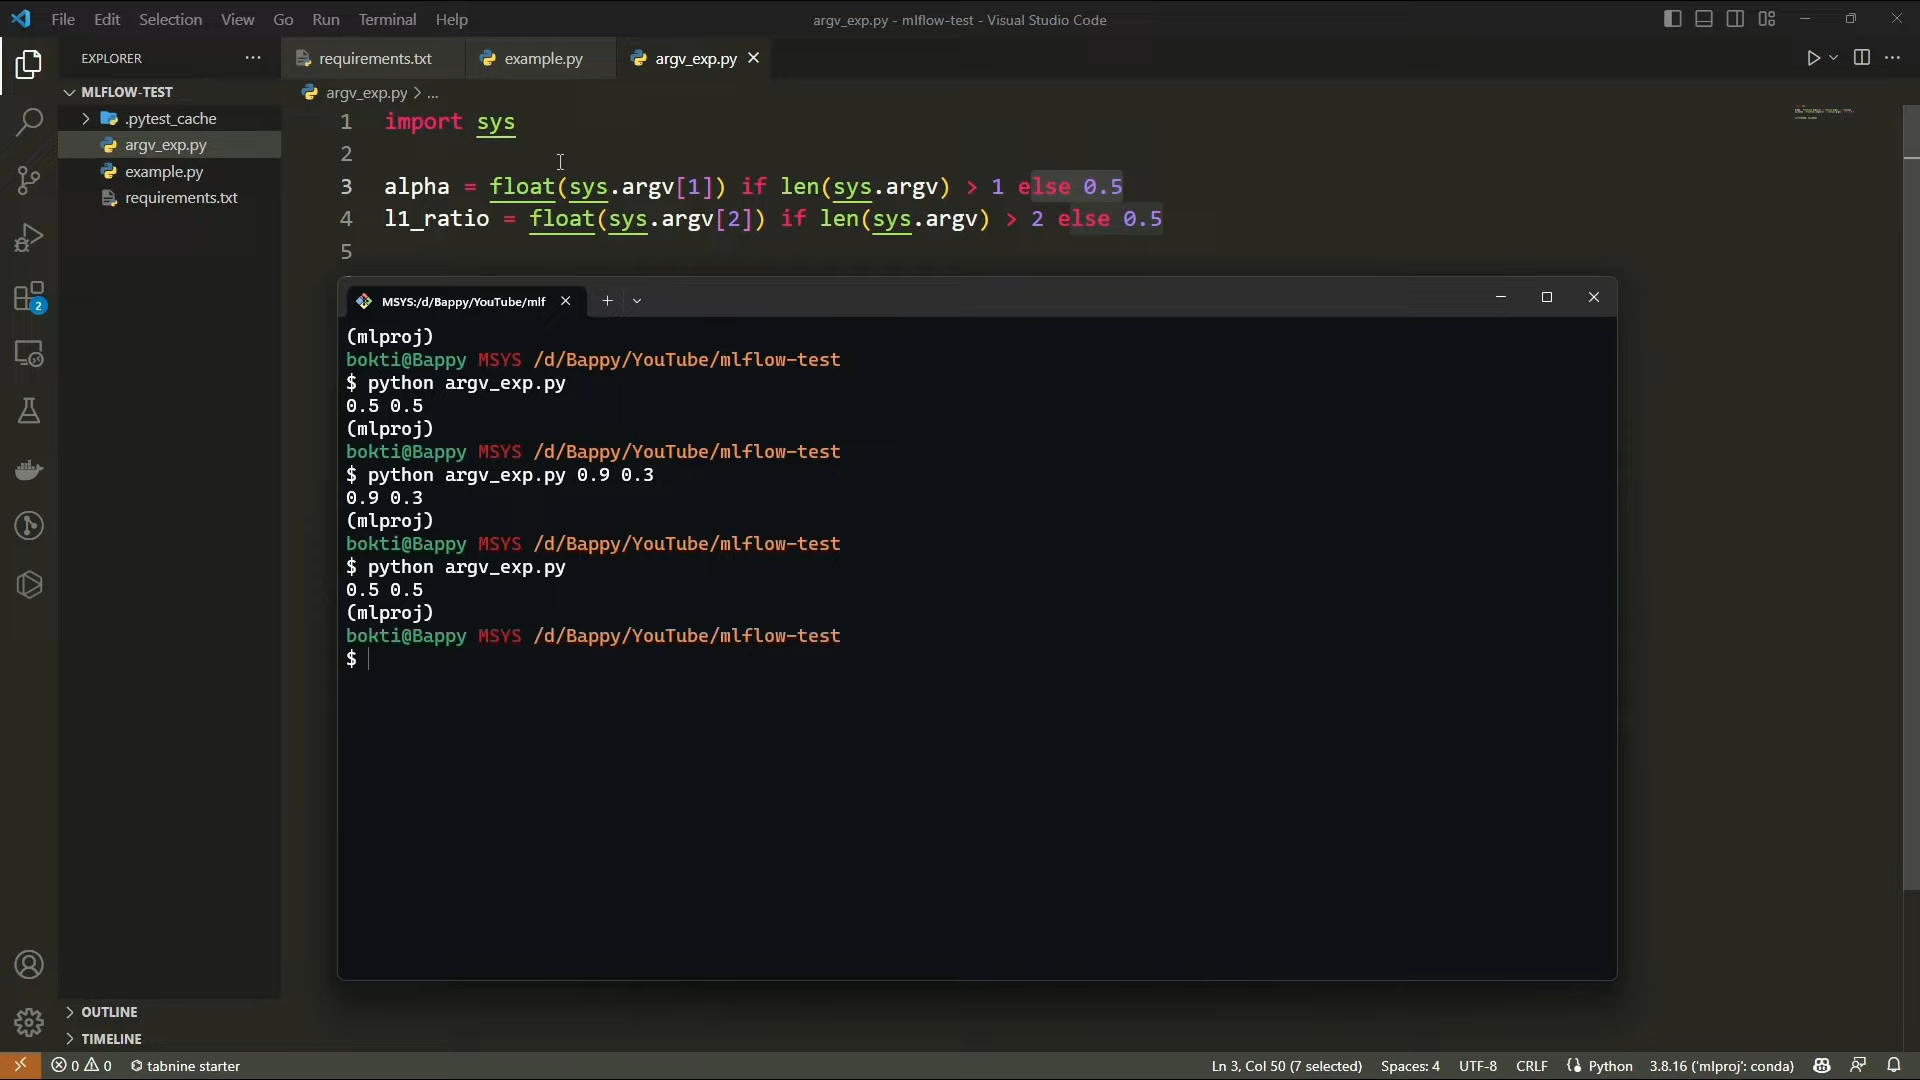 File Edit Selection View Go Run Terminal Help
argv_exp.py - mlflow-test - Visual Studio Code
EXPLORER
requirements.txt
example.py
argv_exp.py
MLFLOW-TEST
.pytest_cache
argv_exp.py
example.py
requirements.txt
argv_exp.py > ...
1 import sys
2
3 alpha = float(sys.argv[1]) if len(sys.argv) > 1 else 0.5
4 l1_ratio = float(sys.argv[2]) if len(sys.argv) > 2 else 0.5
5
MSYS:/d/Bappy/YouTube/mlf
(mlproj)
bokti@Bappy MSYS /d/Bappy/YouTube/mlflow-test
$ python argv_exp.py
0.5 0.5
(mlproj)
bokti@Bappy MSYS /d/Bappy/YouTube/mlflow-test
$ python argv_exp.py 0.9 0.3
0.9 0.3
(mlproj)
bokti@Bappy MSYS /d/Bappy/YouTube/mlflow-test
$ python argv_exp.py
0.5 0.5
(mlproj)
bokti@Bappy MSYS /d/Bappy/YouTube/mlflow-test
$
2
OUTLINE
TIMELINE
0 0 tabnine starter
Ln 3, Col 50 (7 selected) Spaces: 4 UTF-8 CRLF Python 3.8.16 ('mlproj': conda)